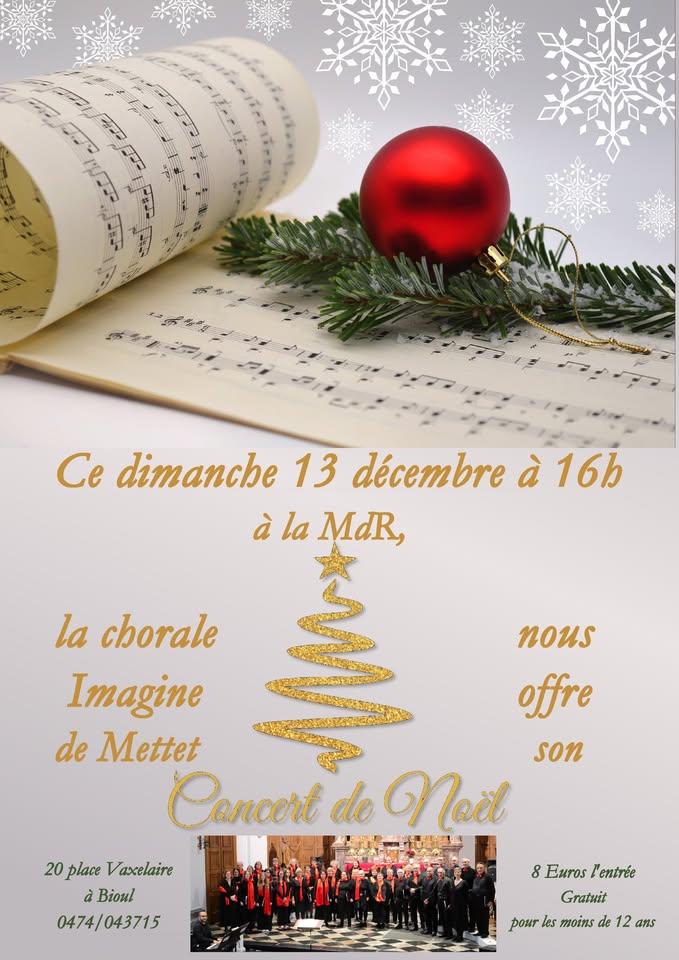 Ce dimanche 13 décembre à 16h
à la MdR,
la chorale
Imagine
de Mettet
nous
offre
son
Concert de Noël
20 place Vaxelaire
à Bioul
0474/043715
8 Euros l'entrée
Gratuit
pour les moins de 12 ans